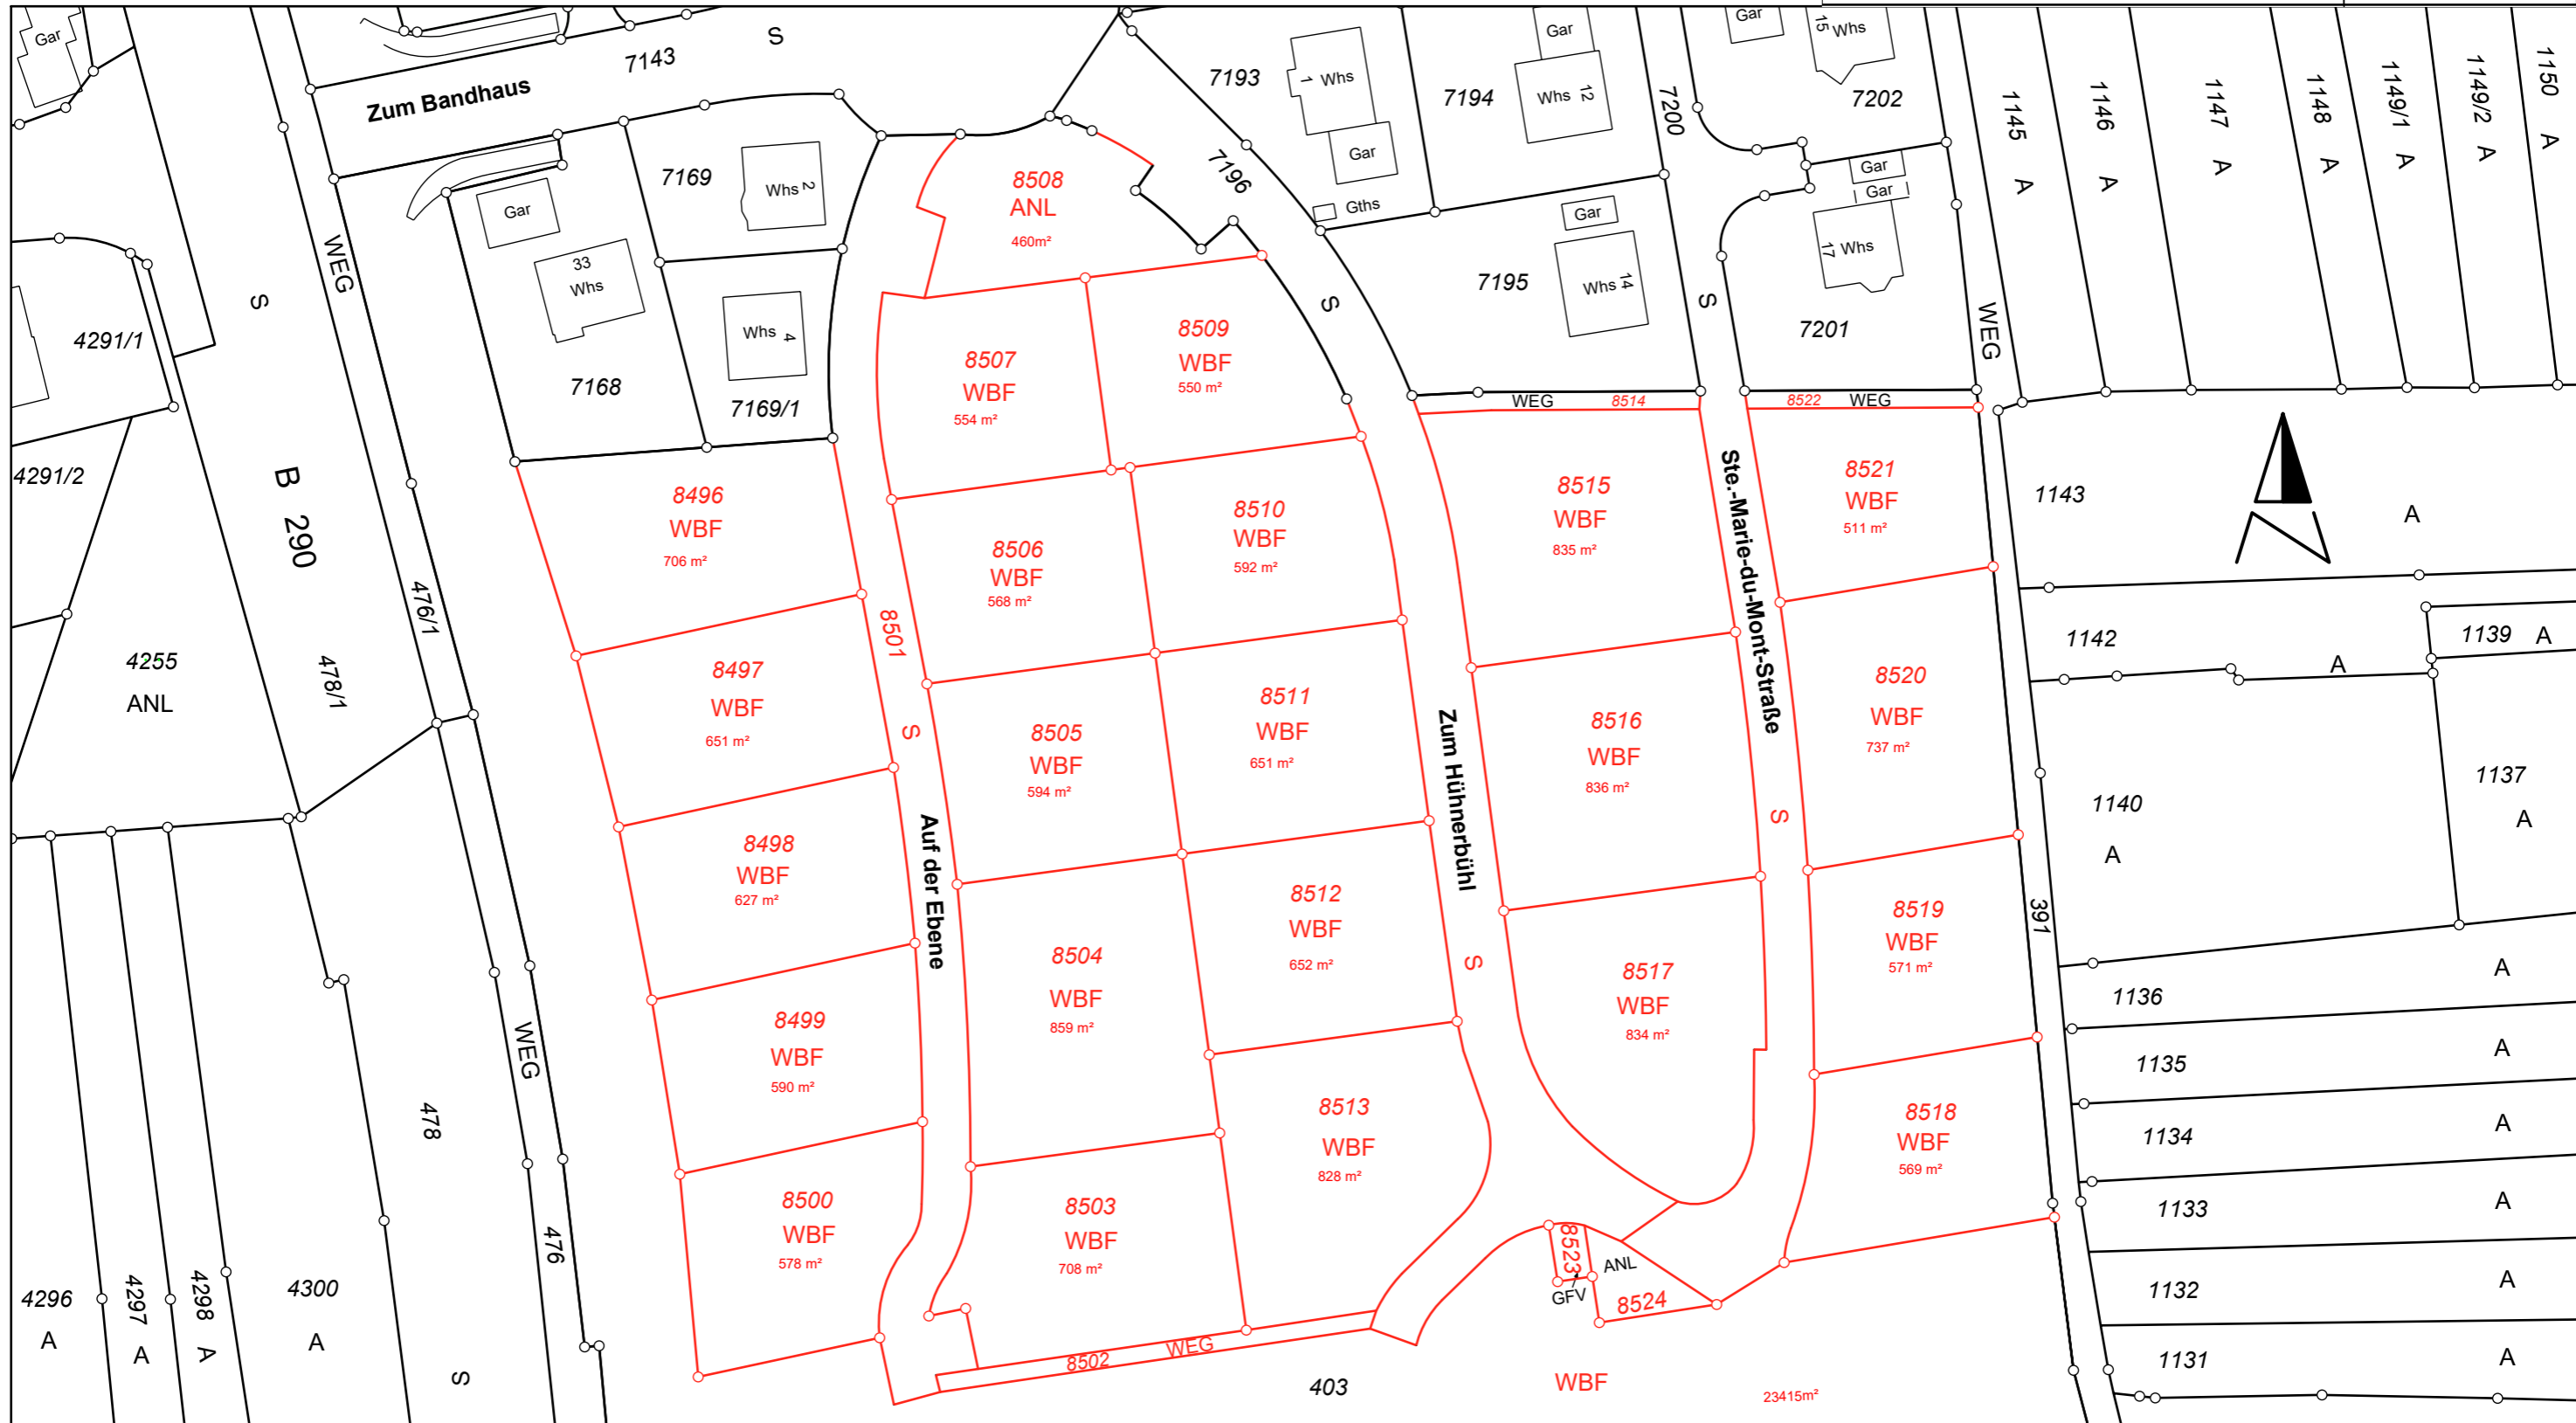 Gar
Zum Bandhaus
7143
S
7193
1
Whs
Gar
7194
Gar
Whs
12
7200
Gar
15
Whs
7202
1145
A
1146
A
1147
A
1148
A
1149/1
A
1149/2
A
1150
A
7169
Whs
2
Gar
33
Whs
7168
Whs
4
7169/1
8508
ANL
460m²
7196
Gths
S
7195
Gar
Whs
14
S
Gar
Gar
17
Whs
7201
WEG
WEG
S
4291/1
4291/2
B 290
4255
ANL
478/1
476/1
8507
WBF
554 m²
8509
WBF
550 m²
WEG
8514
8522
WEG
8496
WBF
706 m²
8506
WBF
568 m²
8510
WBF
592 m²
8515
WBF
835 m²
Ste.-Marie-du-Mont-Straße
8521
WBF
511 m²
1143
A
1142
1139
A
A
8501
S
8497
WBF
651 m²
8505
WBF
594 m²
8511
WBF
651 m²
Zum Hühnerbühl
S
8516
WBF
836 m²
S
8520
WBF
737 m²
1140
A
1137
A
Auf der Ebene
8498
WBF
627 m²
8504
WBF
859 m²
8512
WBF
652 m²
8517
WBF
834 m²
8519
WBF
571 m²
391
1136
A
1135
A
1134
A
1133
A
1132
A
1131
A
WEG
478
476
8499
WBF
590 m²
8513
WBF
828 m²
8518
WBF
569 m²
8500
WBF
578 m²
8503
WBF
708 m²
8523
GFV
ANL
8524
8502
WEG
403
WBF
23415m²
4296
A
4297
A
4298
A
4300
A
S